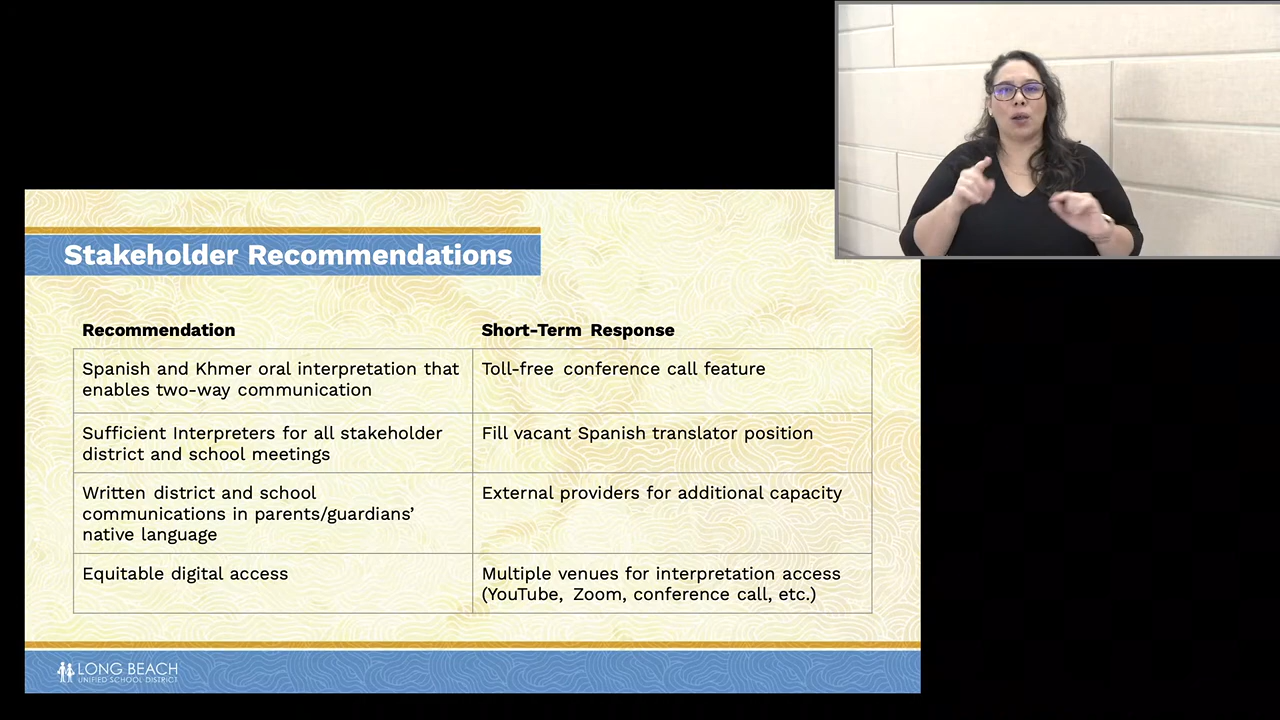 Stakeholder Recommendations
Recommendation
Short-Term Response
Spanish and Khmer oral interpretation that
enables two-way communication
Toll-free conference call feature
Sufficient Interpreters for all stakeholder
district and school meetings
Fill vacant Spanish translator position
Written district and school
communications in parents/guardians’
native language
External providers for additional capacity
Equitable digital access
Multiple venues for interpretation access
(YouTube, Zoom, conference call, etc.)
LONG BEACH
UNIFIED SCHOOL DISTRICT